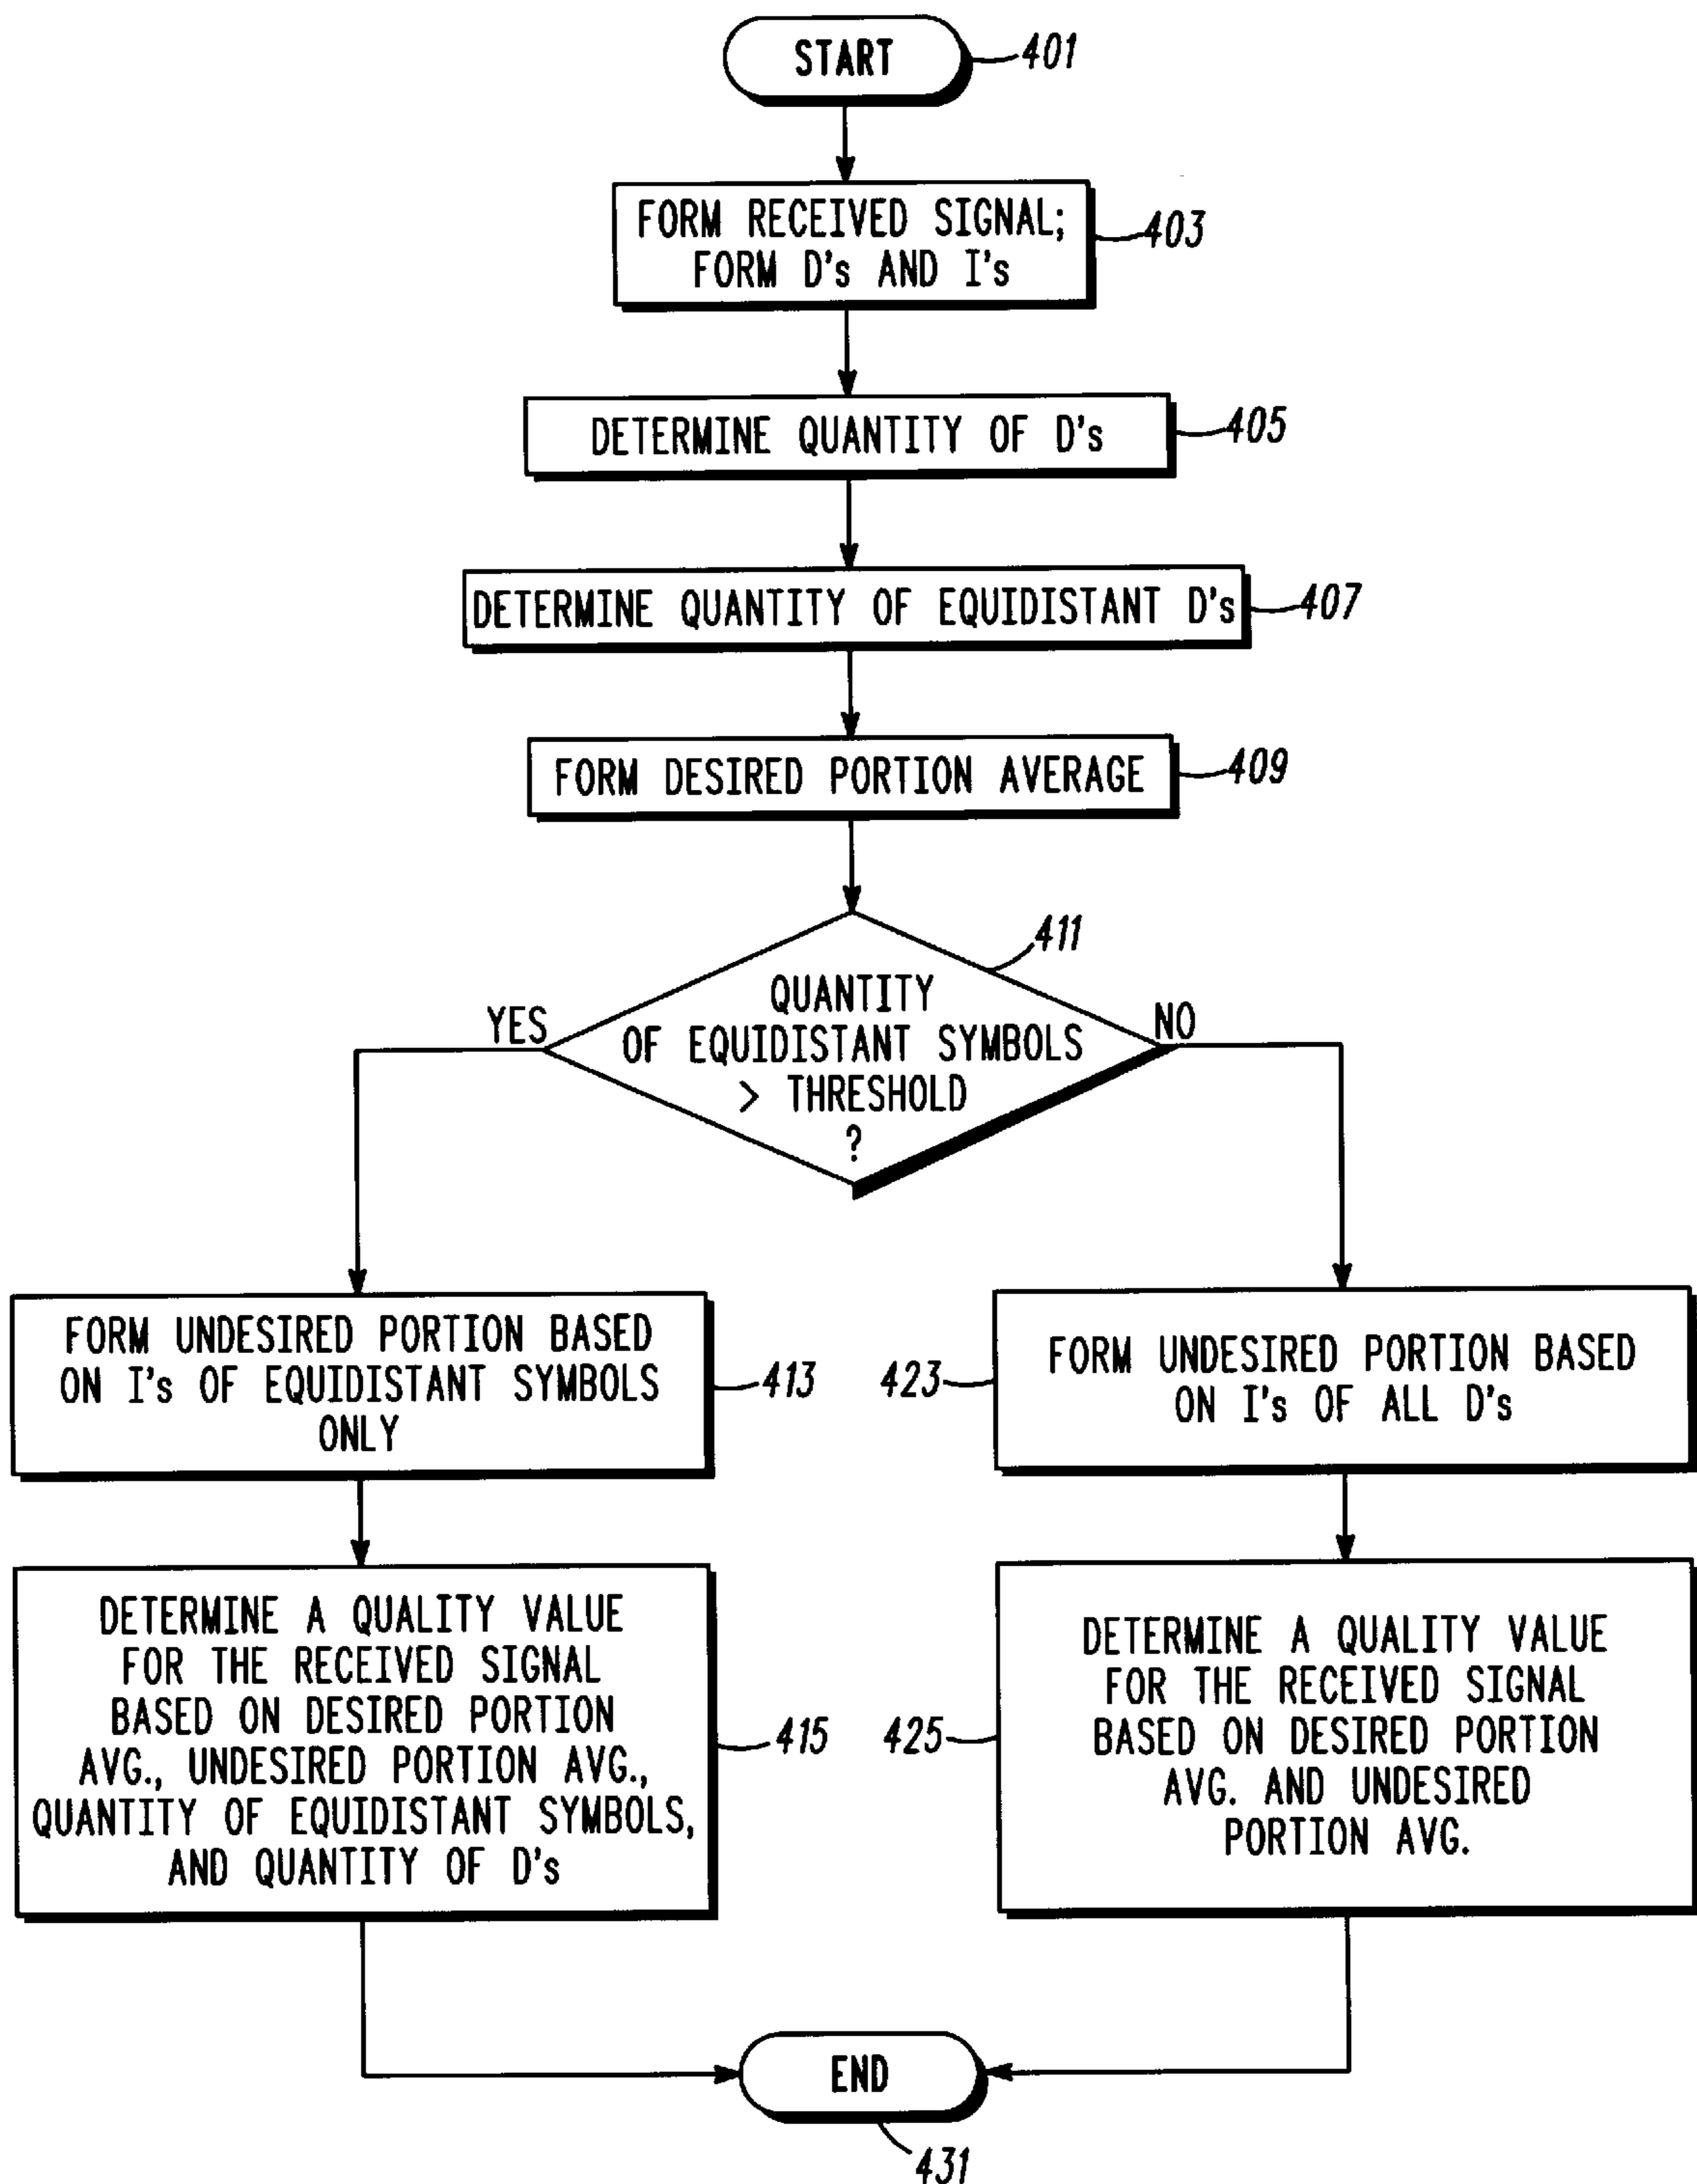 START
401
FORM RECEIVED SIGNAL;
FORM D's AND I's
403
DETERMINE QUANTITY OF D's
405
DETERMINE QUANTITY OF EQUIDISTANT D's
407
FORM DESIRED PORTION AVERAGE
409
411
QUANTITY
OF EQUIDISTANT SYMBOLS
> THRESHOLD
?
YES
NO
FORM UNDESIRED PORTION BASED
ON I's OF EQUIDISTANT SYMBOLS
ONLY
413
423
FORM UNDESIRED PORTION BASED
ON I's OF ALL D's
DETERMINE A QUALITY VALUE
FOR THE RECEIVED SIGNAL
BASED ON DESIRED PORTION
AVG., UNDESIRED PORTION AVG.,
QUANTITY OF EQUIDISTANT SYMBOLS,
AND QUANTITY OF D's
415
425
DETERMINE A QUALITY VALUE
FOR THE RECEIVED SIGNAL
BASED ON DESIRED PORTION
AVG. AND UNDESIRED
PORTION AVG.
END
431